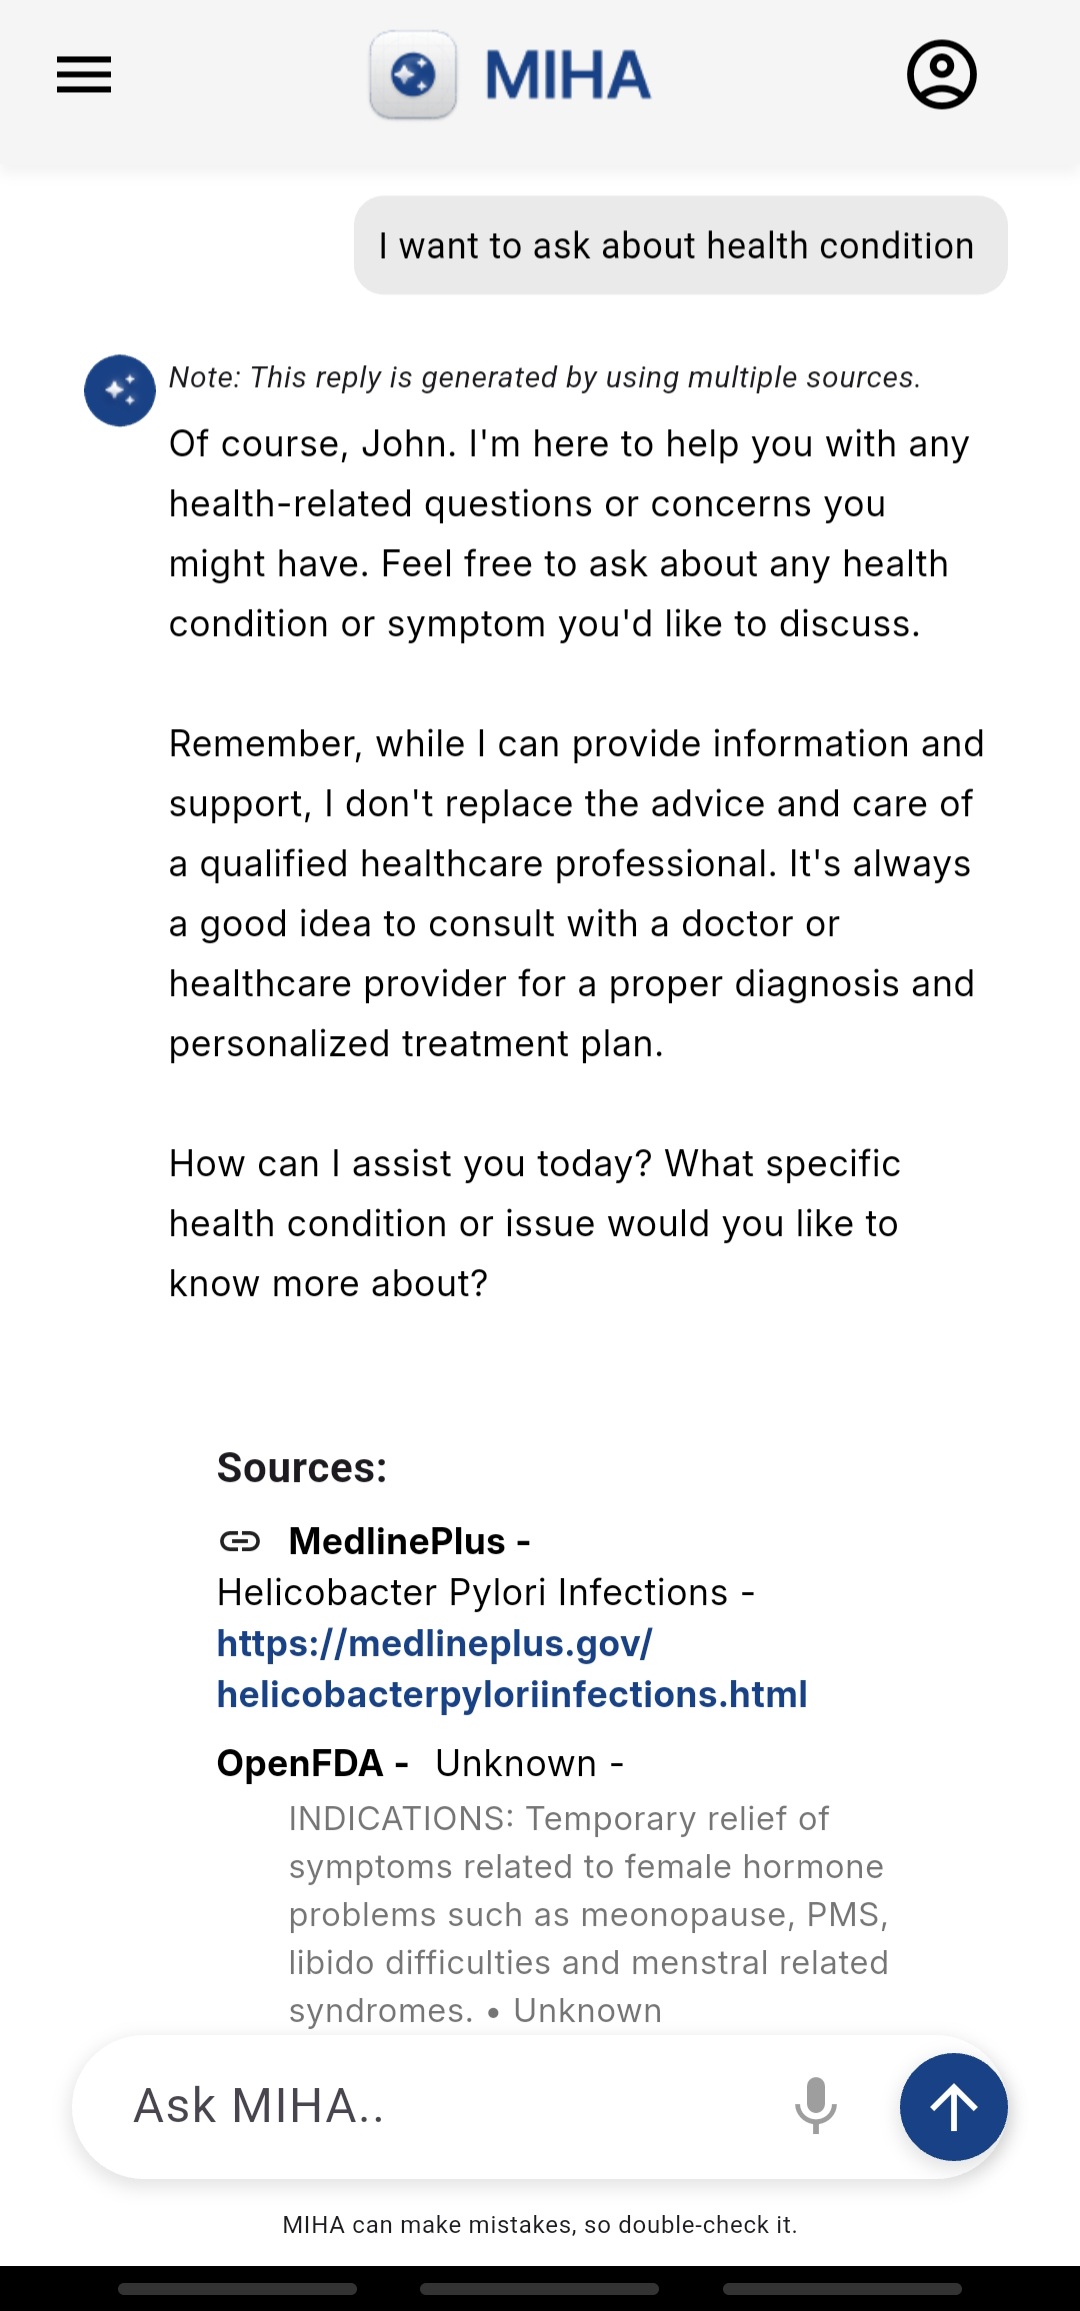 MIHA
I want to ask about health condition
Note: This reply is generated by using multiple sources.
Of course, John. I'm here to help you with any
health-related questions or concerns you
might have. Feel free to ask about any health
condition or symptom you'd like to discuss.
Remember, while I can provide information and
support, I don't replace the advice and care of
a qualified healthcare professional. It's always
a good idea to consult with a doctor or
healthcare provider for a proper diagnosis and
personalized treatment plan.
How can I assist you today? What specific
health condition or issue would you like to
know more about?
Sources:
MedlinePlus -
Helicobacter Pylori Infections -
https://medlineplus.gov/
helicobacterpyloriinfections.html
OpenFDA - Unknown -
INDICATIONS: Temporary relief of
symptoms related to female hormone
problems such as meonopause, PMS,
libido difficulties and menstral related
syndromes. • Unknown
Ask MIHA..
MIHA can make mistakes, so double-check it.